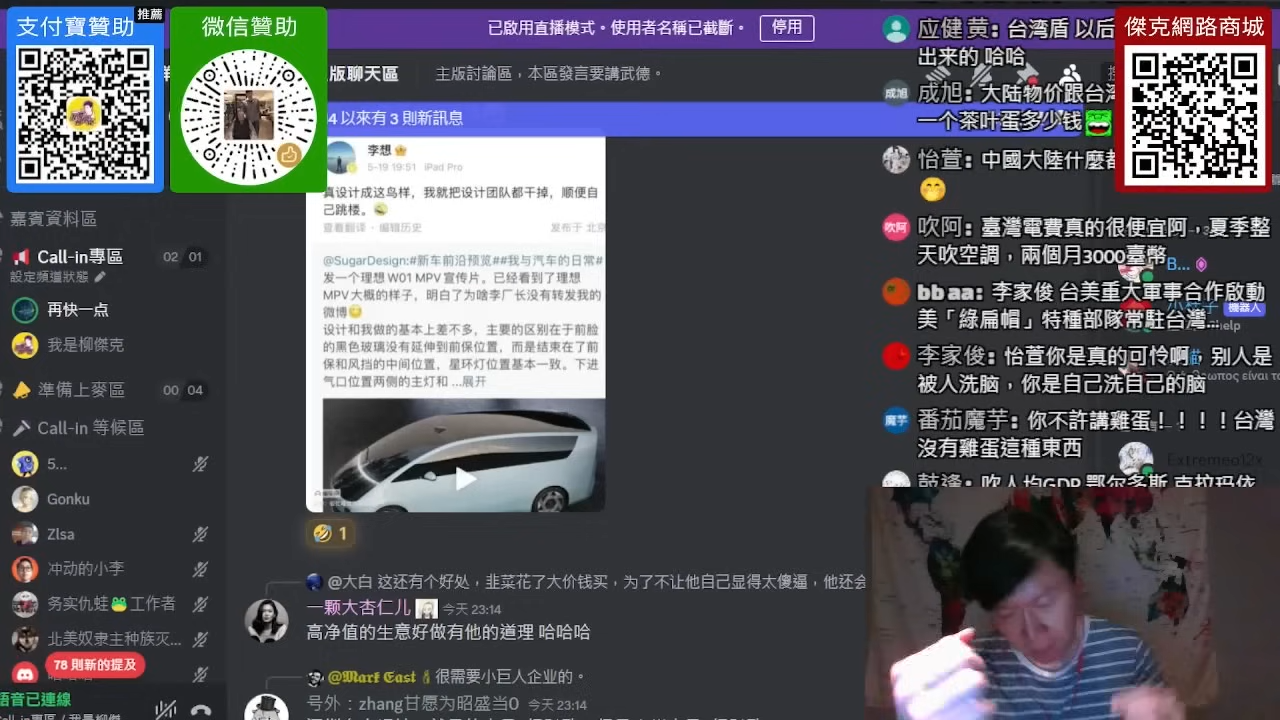 支付寶贊助
推薦
微信贊助
已啟用直播模式。使用者名稱已截斷。
停用
傑克網路商城
版聊天區
主版討論區，本區發言要講武德。
4 以來有 3 則新訊息
嘉賓資料區
Call-in專區
02 01
設定頻道狀態
再快一点
我是柳傑克
準備上麥區
00 04
Call-in 等候區
5...
Gonku
Zlsa
冲动的小李
务实仇蛙🐸工作者
北美奴隶主种族灭...
78 則新的提及
語音已連線
李想
5-19 19:51 iPad Pro
真设计成这鸟样，我就把设计团队都干掉，顺便自
己跳楼。
查看翻译 · 编辑历史
发布于 北京
@SugarDesign:#新车前沿预览##我与汽车的日常#
发一个理想 W01 MPV 宣传片。已经看到了理想
MPV大概的样子，明白了为啥李厂长没有转发我的
微博
设计和我做的基本上差不多，主要的区别在于前脸
的黑色玻璃没有延伸到前保位置，而是结束在了前
保和风挡的中间位置，星环灯位置基本一致。下进
气口位置两侧的主灯和 ...展开
🤣 1
@大白 这还有个好处，韭菜花了大价钱买，为了不让他自己显得太傻逼，他还会
一颗大杏仁儿 今天 23:14
高净值的生意好做有他的道理 哈哈哈
@Mark East 很需要小巨人企业的。
号外：zhang甘愿为昭盛当0 今天 23:14
应健黄: 台湾盾 以后
出来的 哈哈
成旭: 大陆物价跟台湾
一个茶叶蛋多少钱
怡萱: 中國大陸什麼都
🤭
吹阿: 臺灣電費真的很便宜阿，夏季整
天吹空調，兩個月3000臺幣
B...
bb aa: 李家俊 台美重大軍事合作啟動
美「綠扁帽」特種部隊常駐台灣...
機器人
help
李家俊: 怡萱你是真的可怜啊，别人是
被人洗脑，你是自己洗自己的脑
番茄魔芋: 你不許講雞蛋！！！！台灣
沒有雞蛋這種東西
Extremeo12x
鼓逢: 吹人均GDP 鄂尔多斯 克拉玛依